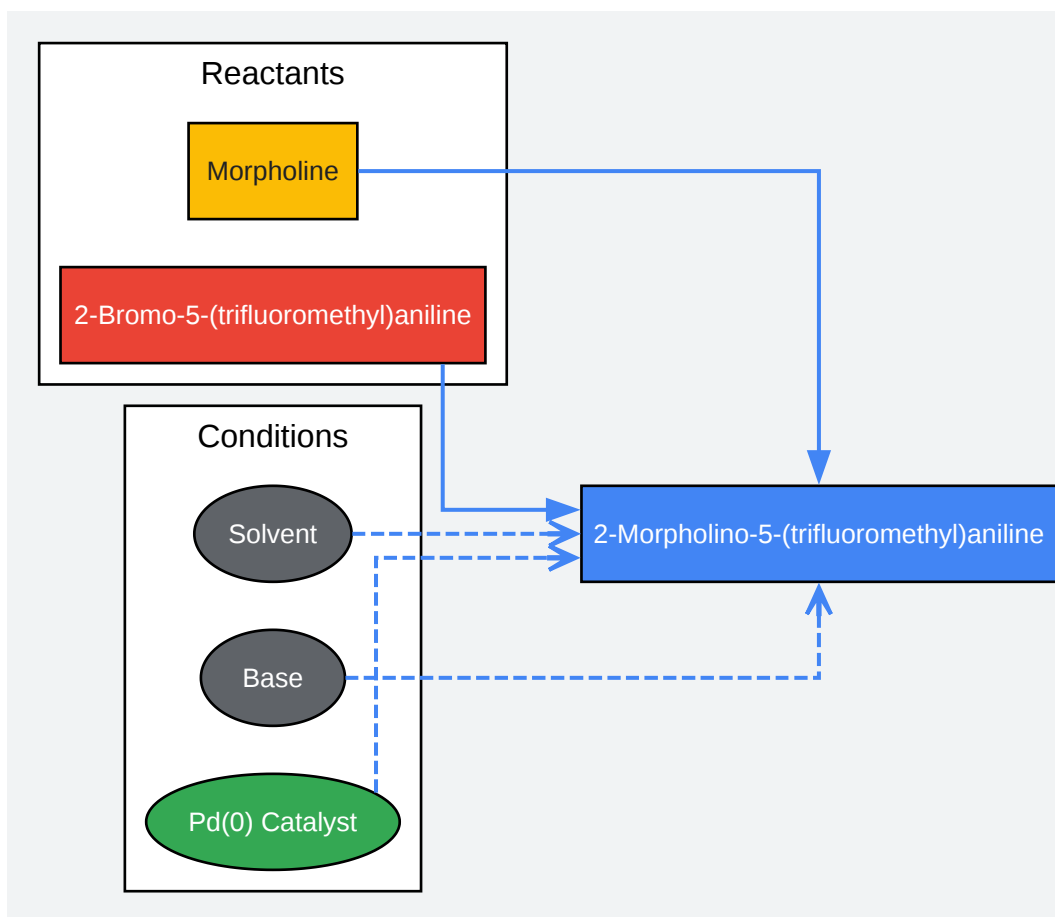 Reactants
Morpholine
2-Bromo-5-(trifluoromethyl)aniline
Conditions
Solvent
2-Morpholino-5-(trifluoromethyl)aniline
Base
Pd(0) Catalyst